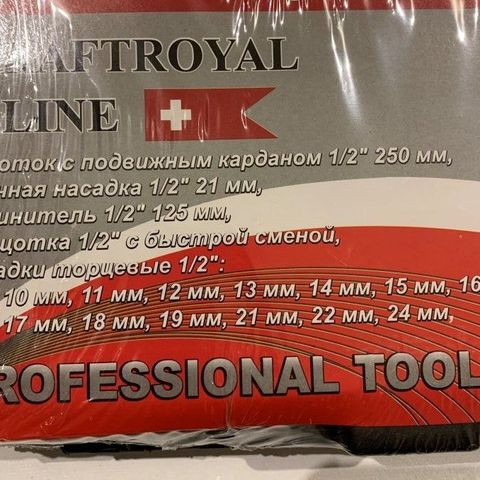 AFTROYAL
LINE
оток с подвижным карданом 1/2" 250 мм,
нная насадка 1/2" 21 мм,
инитель 1/2" 125 мм,
щотка 1/2" с быстрой сменой,
адки торцевые 1/2":
10 мм, 11 мм, 12 мм, 13 мм, 14 мм, 15 мм, 16
17 мм, 18 мм, 19 мм, 21 мм, 22 мм, 24 мм,
ROFESSIONAL TOOL